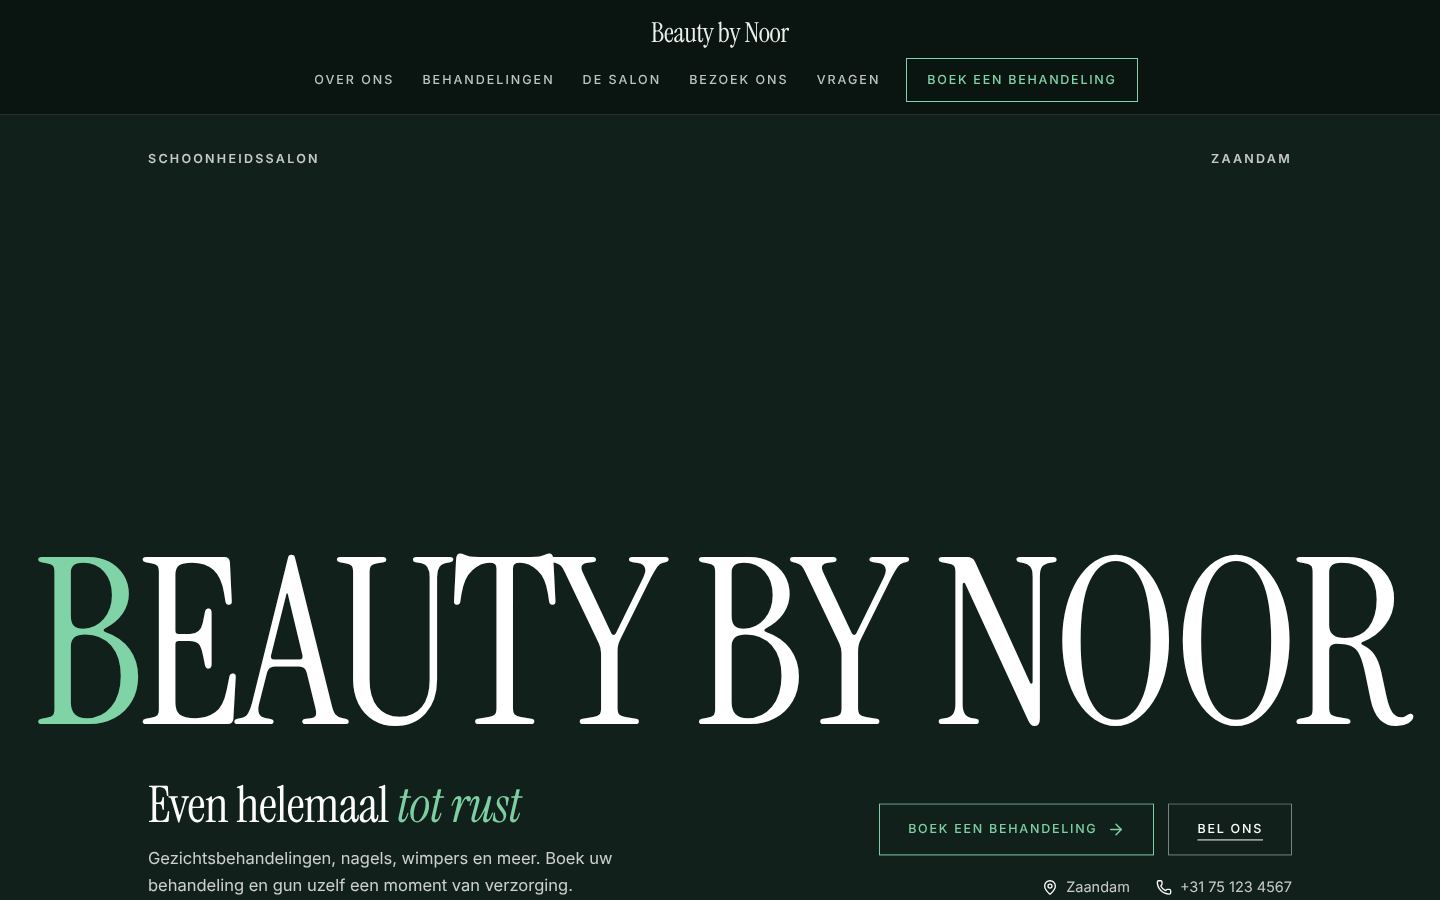 Beauty by Noor
OVER ONS BEHANDELINGEN DE SALON BEZOEK ONS VRAGEN BOEK EEN BEHANDELING
SCHOONHEIDSSALON
ZAANDAM
BEAUTY BY NOOR
Even helemaal tot rust
Gezichtsbehandelingen, nagels, wimpers en meer. Boek uw
behandeling en gun uzelf een moment van verzorging.
BOEK EEN BEHANDELING
BEL ONS
Zaandam
+31 75 123 4567